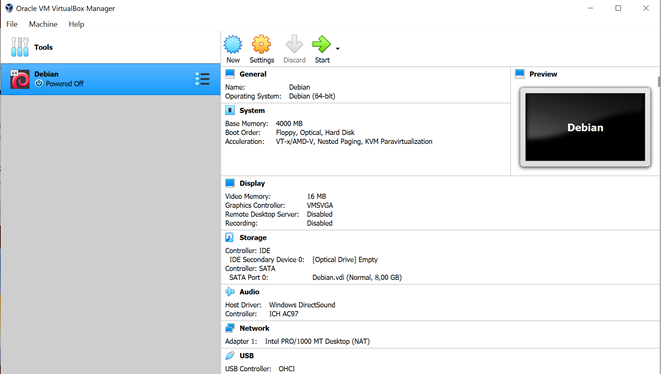 Oracle VM VirtualBox Manager
File Machine Help
Tools
New Settings Discard Start
Debian
Powered Off
General
Name: Debian
Operating System: Debian (64-bit)
Preview
Debian
System
Base Memory: 4000 MB
Boot Order: Floppy, Optical, Hard Disk
Acceleration: VT-x/AMD-V, Nested Paging, KVM Paravirtualization
Display
Video Memory: 16 MB
Graphics Controller: VMSVGA
Remote Desktop Server: Disabled
Recording: Disabled
Storage
Controller: IDE
IDE Secondary Device 0: [Optical Drive] Empty
Controller: SATA
SATA Port 0: Debian.vdi (Normal, 8,00 GB)
Audio
Host Driver: Windows DirectSound
Controller: ICH AC97
Network
Adapter 1: Intel PRO/1000 MT Desktop (NAT)
USB
USB Controller: OHCI